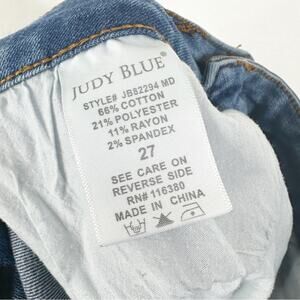 JUDY BLUE®
STYLE# JB82294 MD
66% COTTON
21% POLYESTER
11% RAYON
2% SPANDEX
27
SEE CARE ON
REVERSE SIDE
RN# 116380
MADE IN CHINA